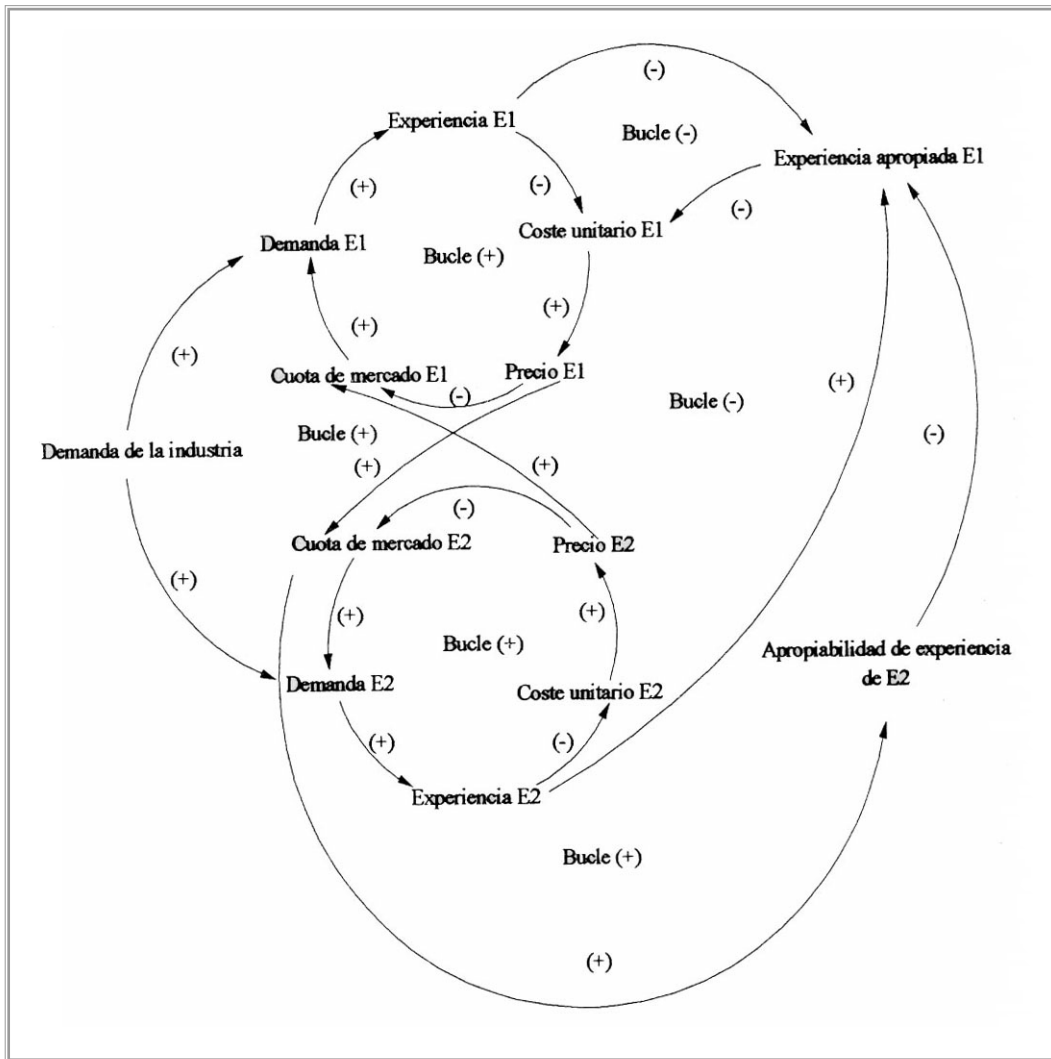 (-)
Experiencia E1
Bucle (-)
Experiencia apropiada E1
(+)
(-)
(-)
Coste unitario E1
Demanda E1
Bucle (+)
(+)
(+)
(+)
Cuota de mercado E1
Precio E1
(-)
(+)
Bucle (-)
Bucle (+)
(-)
Demanda de la industria
(+)
(+)
(-)
Cuota de mercado E2
Precio E2
(+)
(+)
(+)
Bucle (+)
Apropiabilidad de experiencia
de E2
Demanda E2
Coste unitario E2
(+)
(-)
Experiencia E2
Bucle (+)
(+)